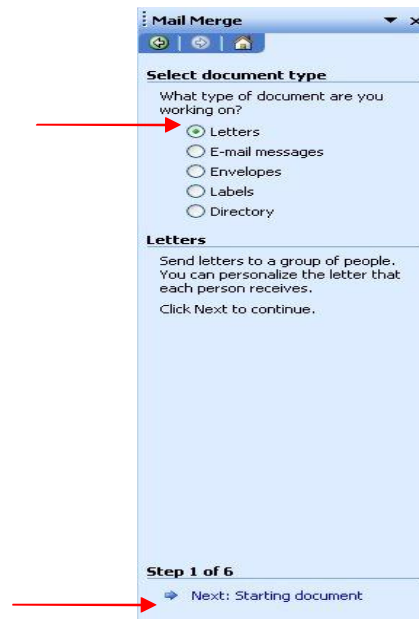 Mail Merge
Select document type
What type of document are you
working on?
Letters
E-mail messages
Envelopes
Labels
Directory
Letters
Send letters to a group of people.
You can personalize the letter that
each person receives.
Click Next to continue.
Step 1 of 6
Next: Starting document